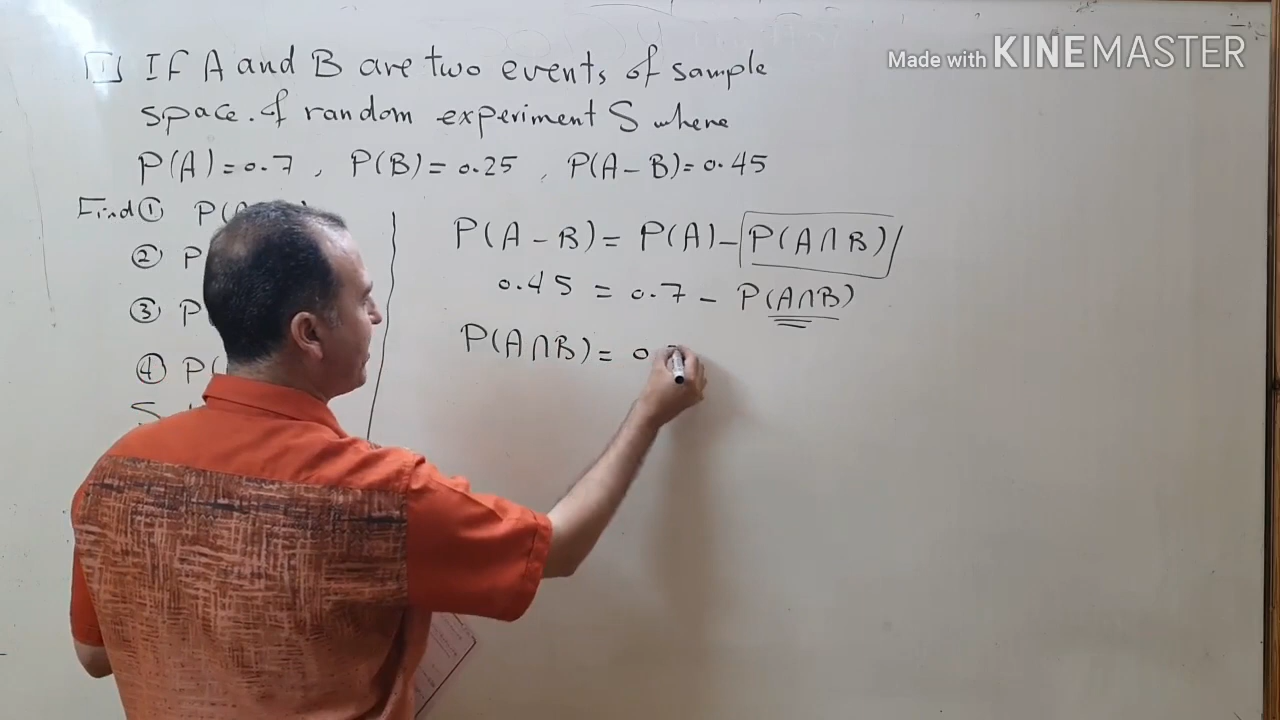 Made with KINEMASTER
1 If A and B are two events of sample
space of random experiment S where
P(A) = 0.7 , P(B) = 0.25 , P(A - B) = 0.45
Find ① P(
② P
③ P
④ P(
P(A - B) = P(A) - P(A∩B)
0.45 = 0.7 - P(A∩B)
P(A∩B) = 0